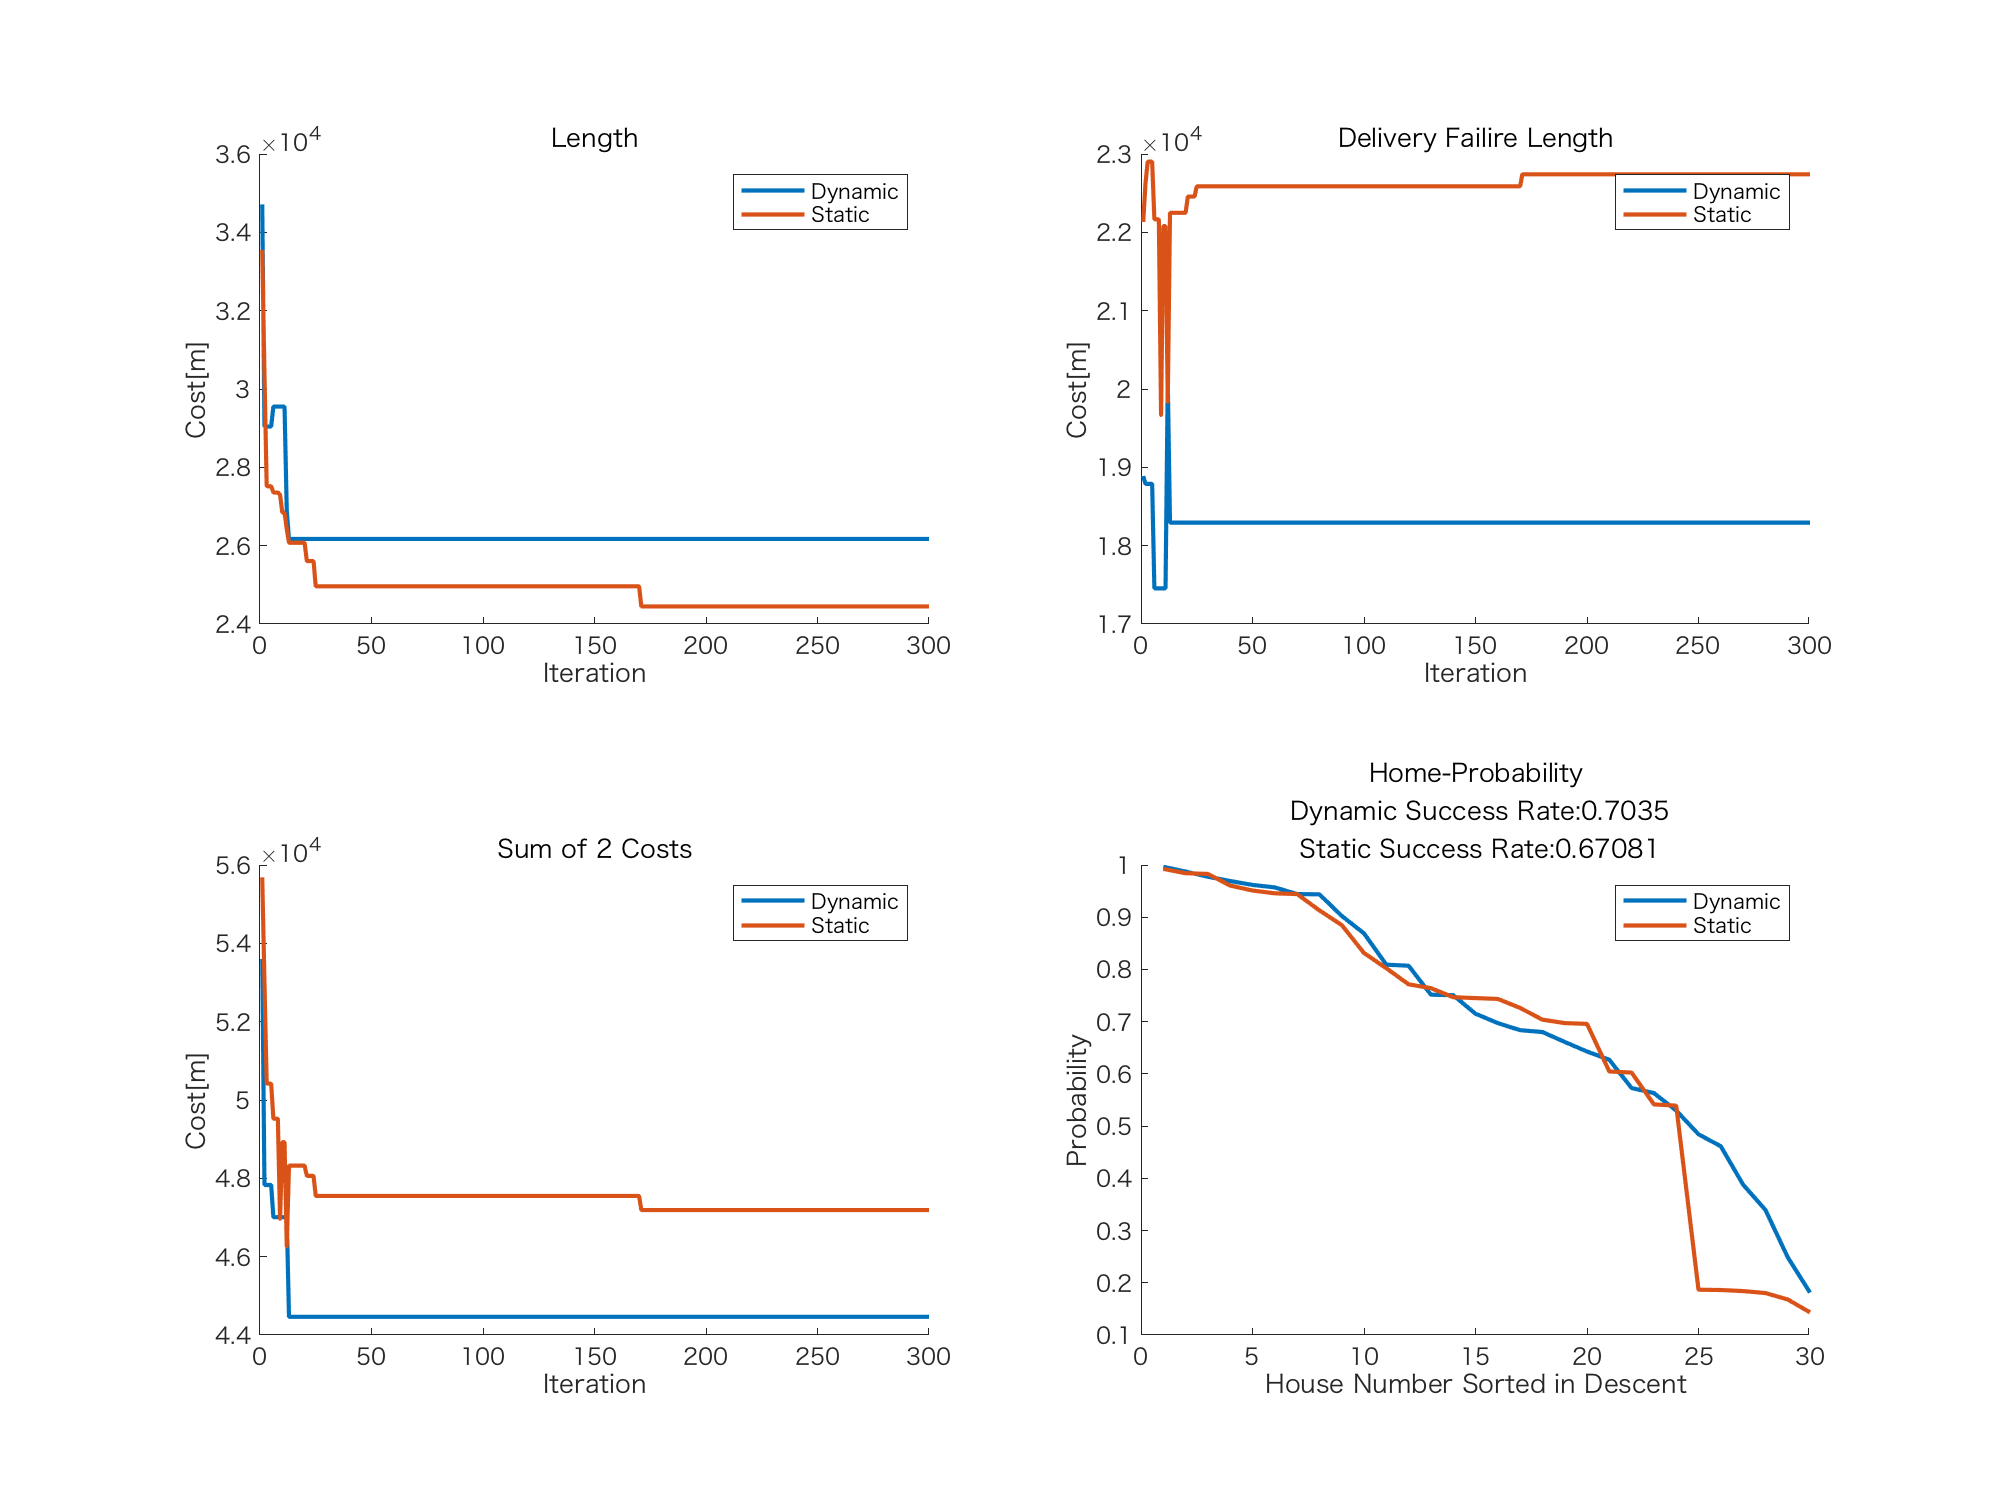 Length
×10⁴
3.6
3.4
3.2
3
2.8
2.6
2.4
Cost[m]
0 50 100 150 200 250 300
Iteration
Dynamic
Static
Delivery Failire Length
×10⁴
2.3
2.2
2.1
2
1.9
1.8
1.7
Cost[m]
0 50 100 150 200 250 300
Iteration
Dynamic
Static
Sum of 2 Costs
×10⁴
5.6
5.4
5.2
5
4.8
4.6
4.4
Cost[m]
0 50 100 150 200 250 300
Iteration
Dynamic
Static
Home-Probability
Dynamic Success Rate:0.7035
Static Success Rate:0.67081
1
0.9
0.8
0.7
0.6
0.5
0.4
0.3
0.2
0.1
Probability
0 5 10 15 20 25 30
House Number Sorted in Descent
Dynamic
Static